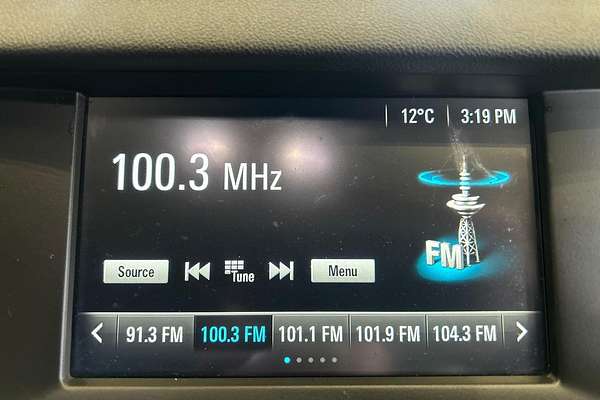 12°C 3:19 PM
100.3 MHz
FM
Source Tune Menu
91.3 FM 100.3 FM 101.1 FM 101.9 FM 104.3 FM